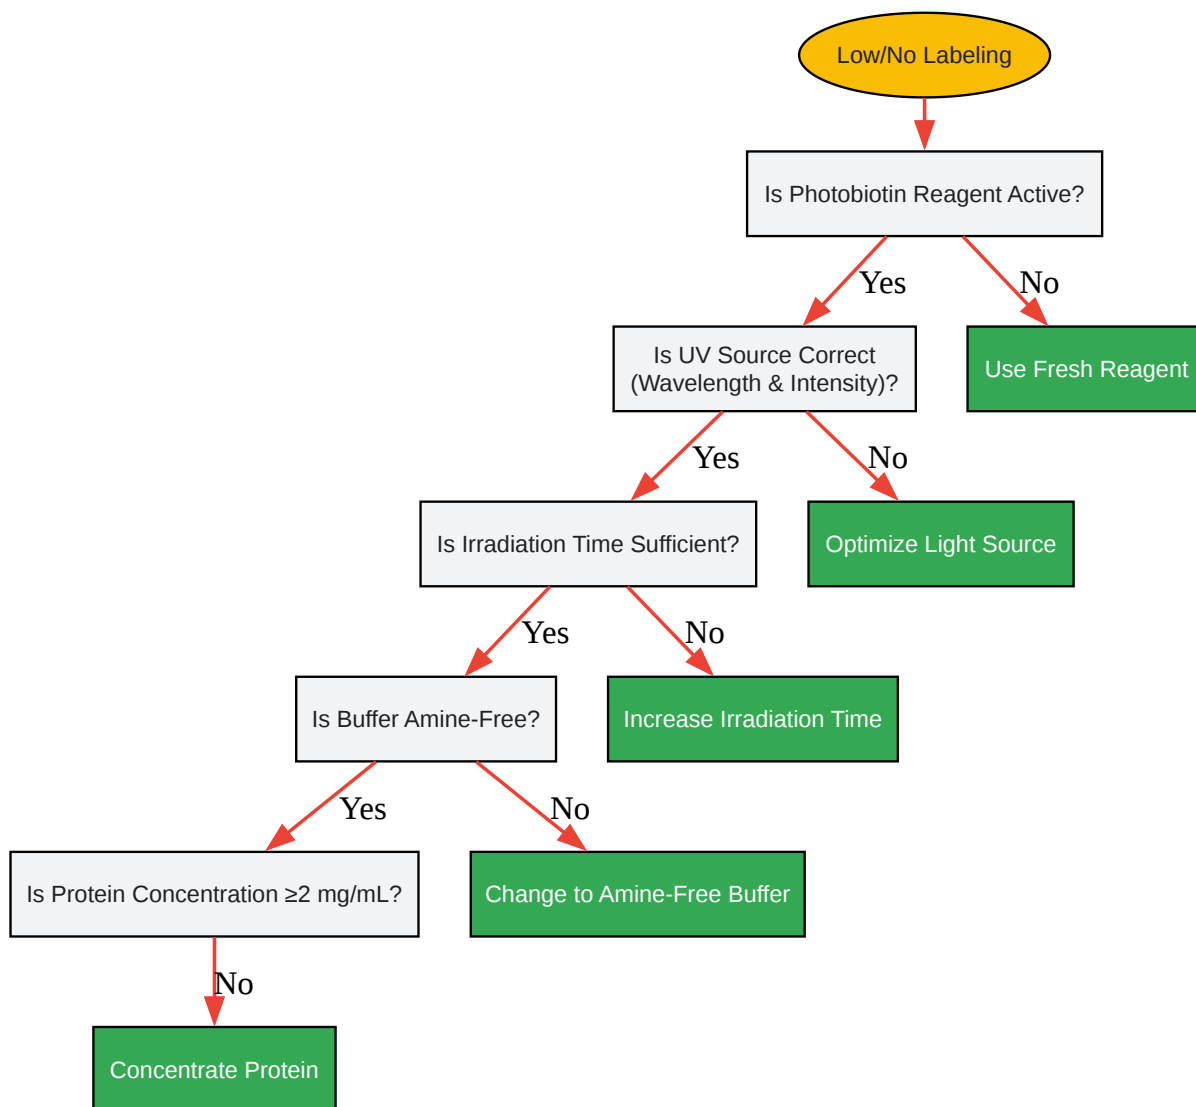 Low/No Labeling
Is Photobiotin Reagent Active?
Yes
No
Is UV Source Correct
(Wavelength & Intensity)?
Use Fresh Reagent
Yes
No
Is Irradiation Time Sufficient?
Optimize Light Source
Yes
No
Is Buffer Amine-Free?
Increase Irradiation Time
Yes
No
Is Protein Concentration ≥2 mg/mL?
Change to Amine-Free Buffer
No
Concentrate Protein